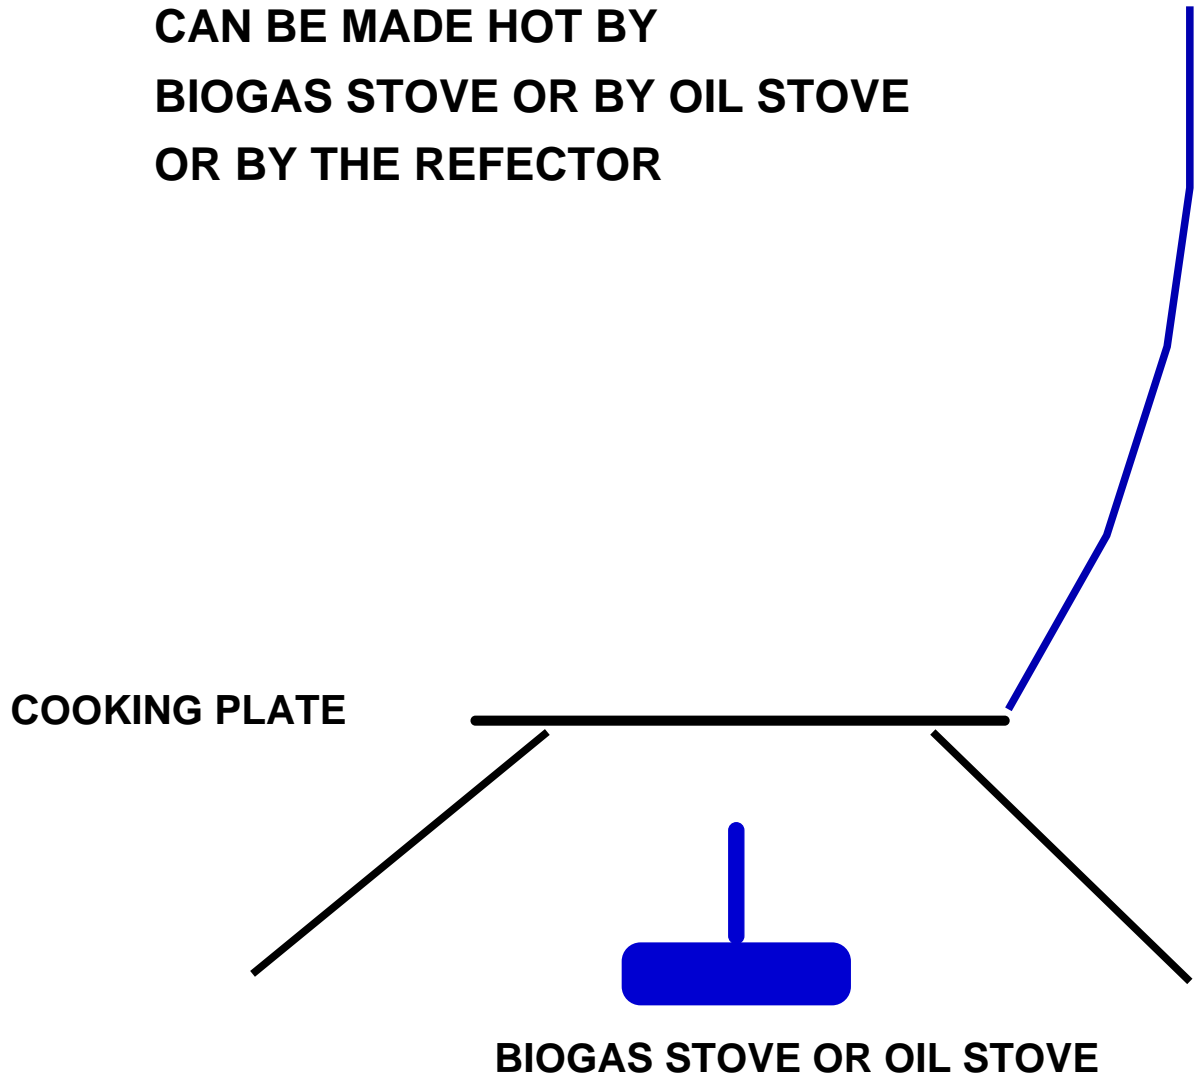 CAN BE MADE HOT BY
BIOGAS STOVE OR BY OIL STOVE
OR BY THE REFECTOR
COOKING PLATE
BIOGAS STOVE OR OIL STOVE